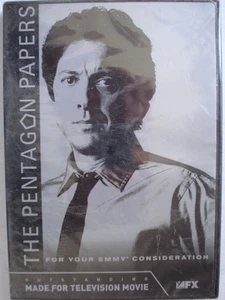 THE PENTAGON PAPERS
FOR YOUR EMMY® CONSIDERATION
OUTSTANDING
MADE FOR TELEVISION MOVIE
FX